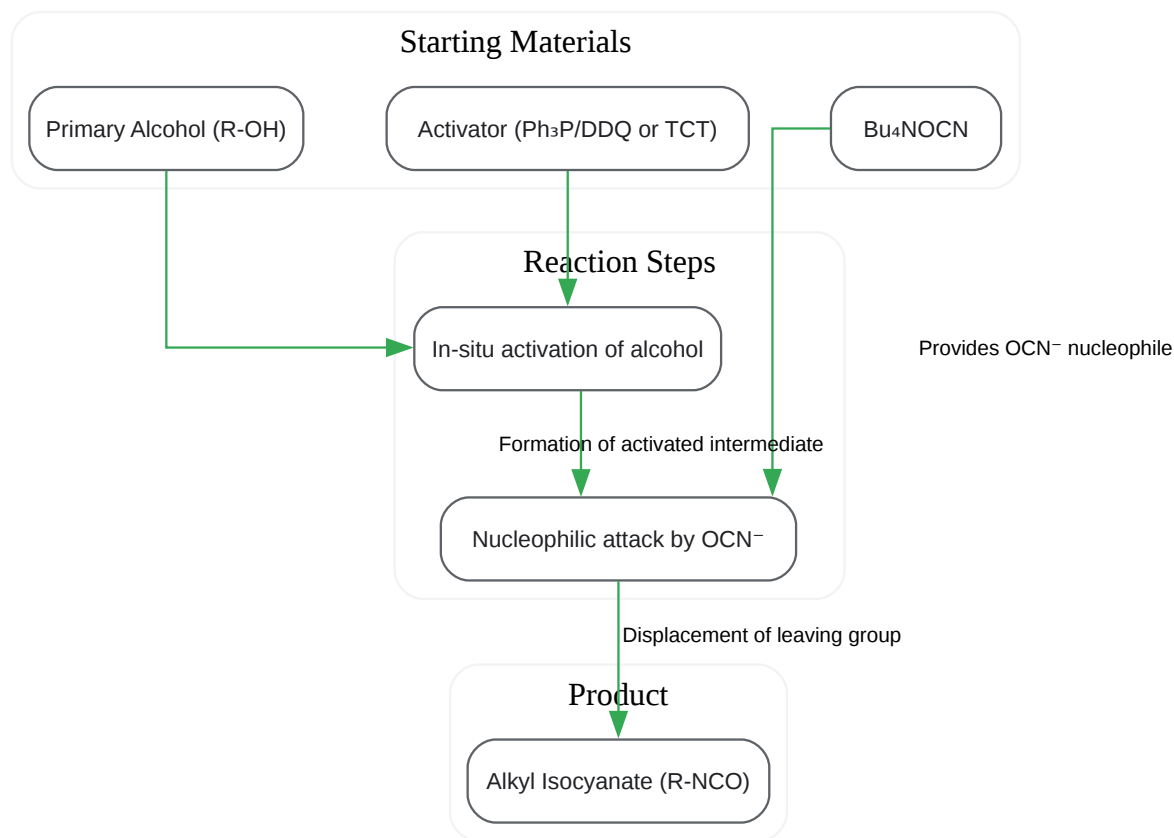 Starting Materials
Primary Alcohol (R-OH)
Activator (Ph₃P/DDQ or TCT)
Bu₄NOCN
Reaction Steps
In-situ activation of alcohol
Provides OCN⁻ nucleophile
Formation of activated intermediate
Nucleophilic attack by OCN⁻
Displacement of leaving group
Product
Alkyl Isocyanate (R-NCO)